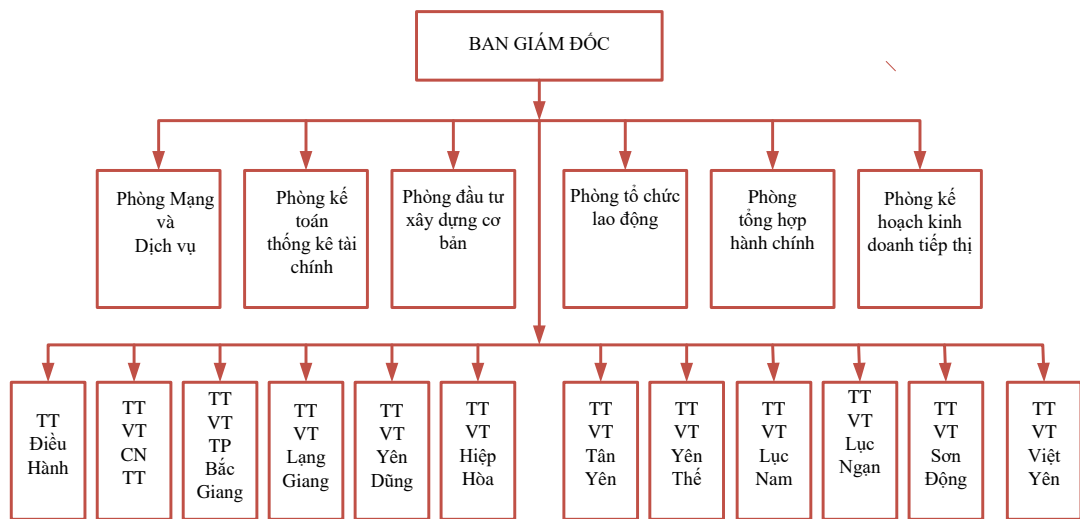 BAN GIÁM ĐỐC
Phòng Mạng
và
Dịch vụ
Phòng kế
toán
thống kê tài
chính
Phòng đầu tư
xây dựng cơ
bản
Phòng tổ chức
lao động
Phòng
tổng hợp
hành chính
Phòng kế
hoạch kinh
doanh tiếp thị
TT
Điều
Hành
TT
VT
CN
TT
TT
VT
TP
Bắc
Giang
TT
VT
Lạng
Giang
TT
VT
Yên
Dũng
TT
VT
Hiệp
Hòa
TT
VT
Tân
Yên
TT
VT
Yên
Thế
TT
VT
Lục
Nam
TT
VT
Lục
Ngạn
TT
VT
Sơn
Động
TT
VT
Việt
Yên